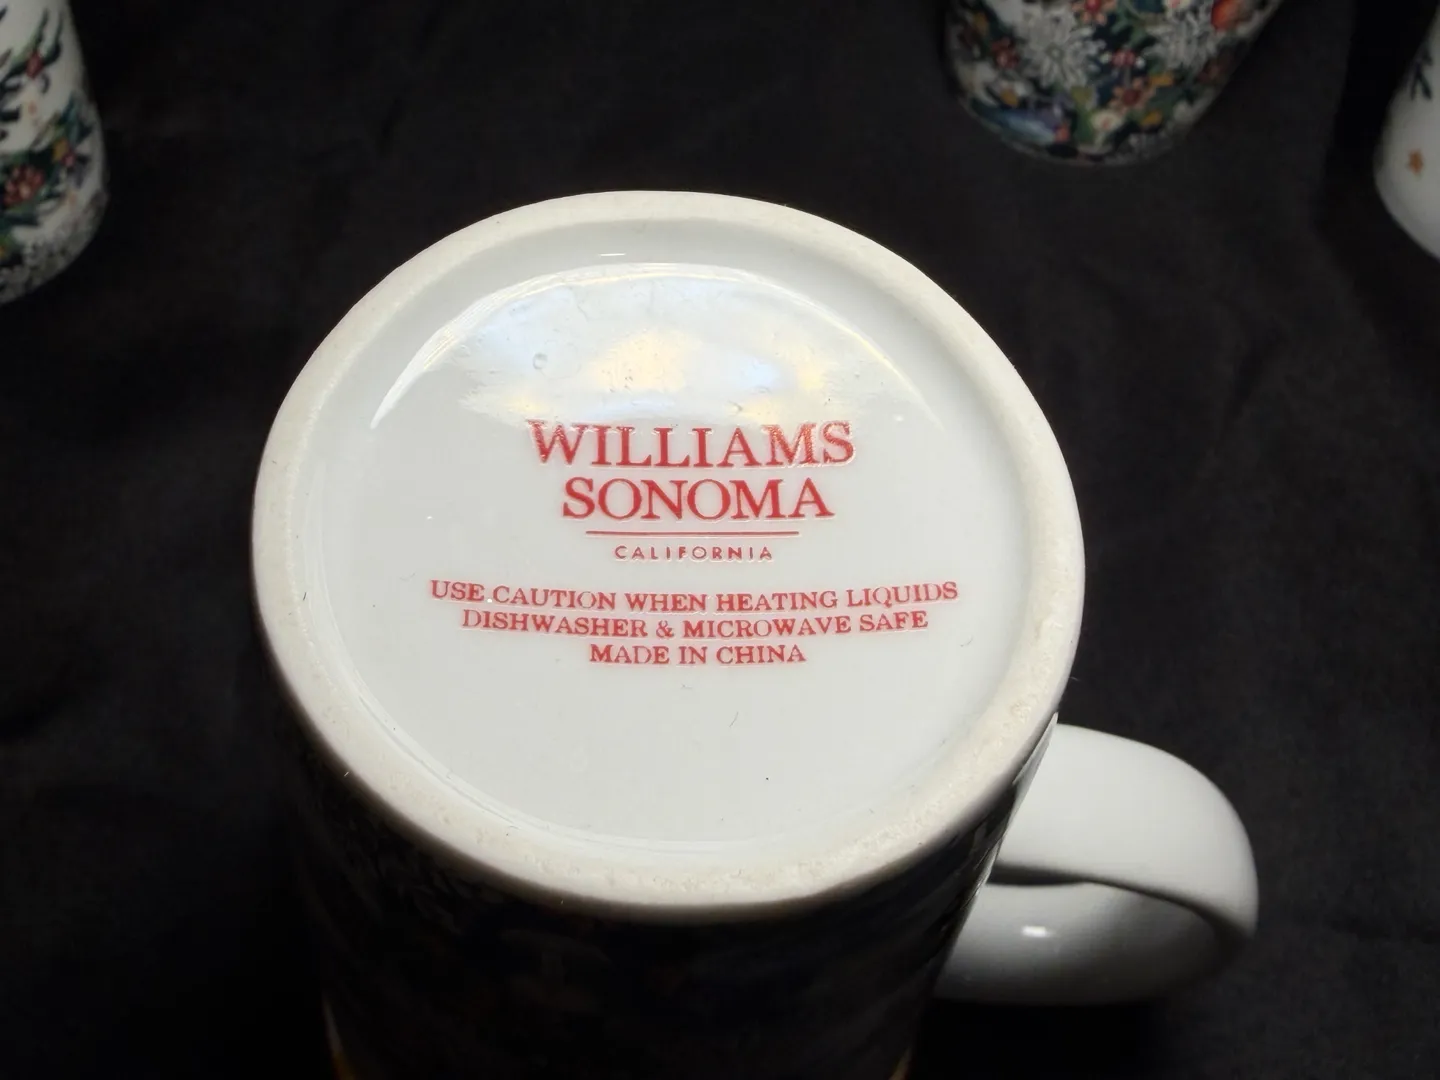 WILLIAMS
SONOMA
CALIFORNIA
USE CAUTION WHEN HEATING LIQUIDS
DISHWASHER & MICROWAVE SAFE
MADE IN CHINA